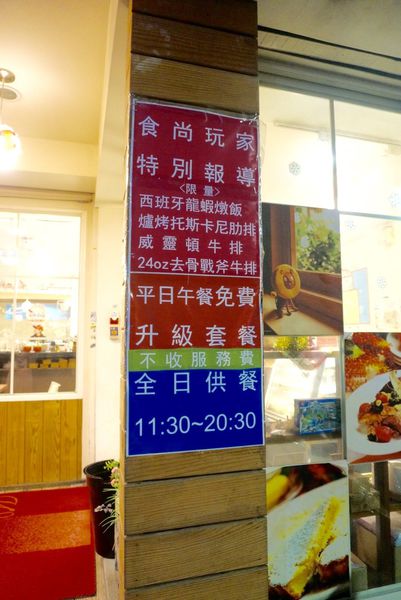 食尚玩家
特別報導
<限量>
西班牙龍蝦燉飯
爐烤托斯卡尼肋排
威靈頓牛排
24oz去骨戰斧牛排
平日午餐免費
升級套餐
不收服務費
全日供餐
11:30~20:30